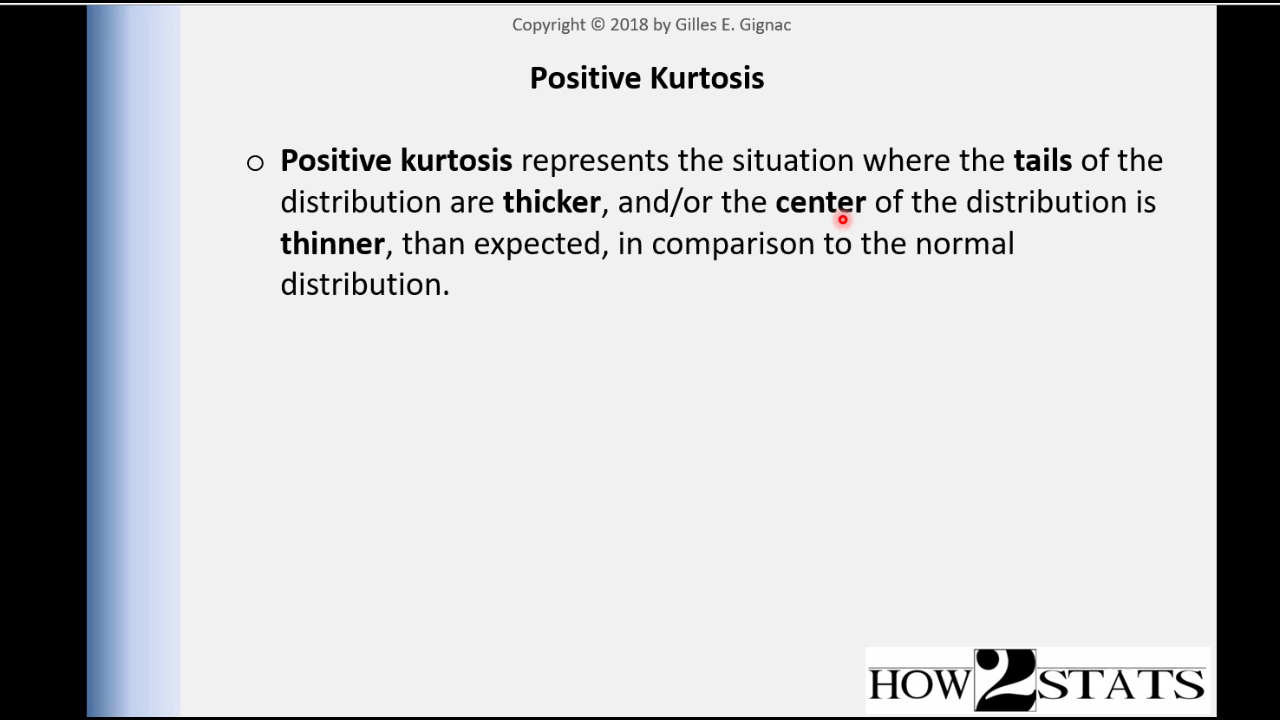 Copyright © 2018 by Gilles E. Gignac
Positive Kurtosis
○ Positive kurtosis represents the situation where the tails of the
distribution are thicker, and/or the center of the distribution is
thinner, than expected, in comparison to the normal
distribution.
HOW2STATS